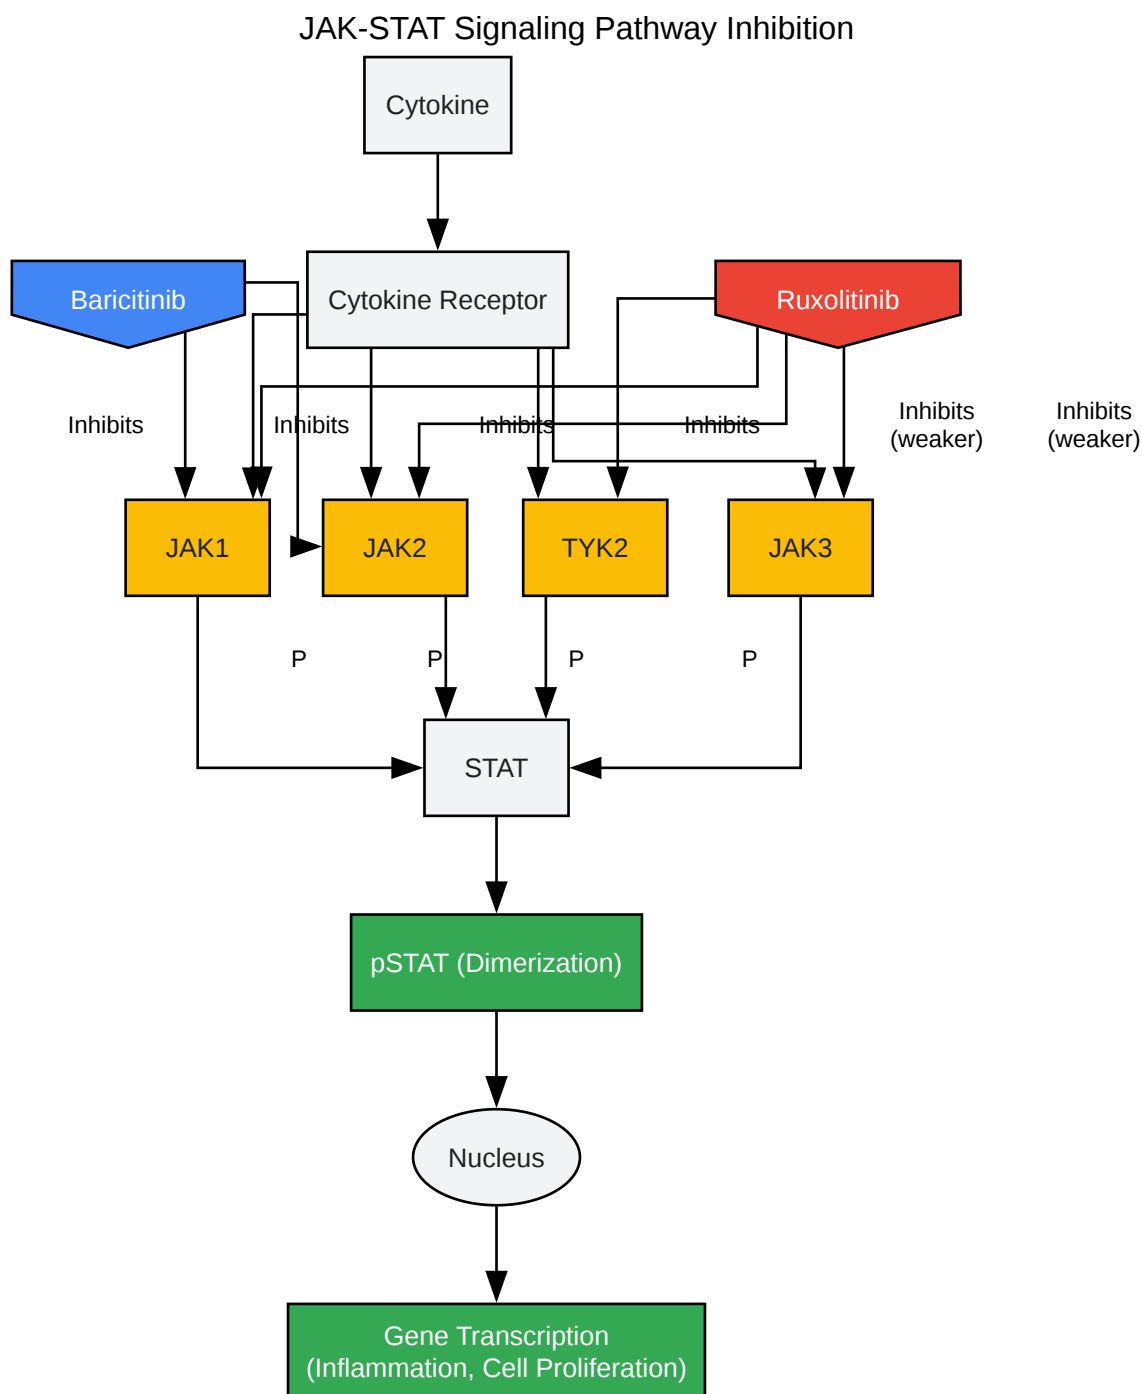 JAK-STAT Signaling Pathway Inhibition
Cytokine
Baricitinib
Cytokine Receptor
Ruxolitinib
Inhibits
Inhibits
Inhibits
Inhibits
Inhibits
(weaker)
Inhibits
(weaker)
JAK1
JAK2
TYK2
JAK3
P
P
P
P
STAT
pSTAT (Dimerization)
Nucleus
Gene Transcription
(Inflammation, Cell Proliferation)